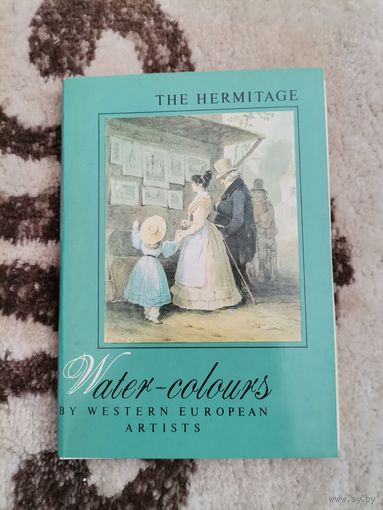 THE HERMITAGE
Water-colours
BY WESTERN EUROPEAN
ARTISTS
www.ay.by